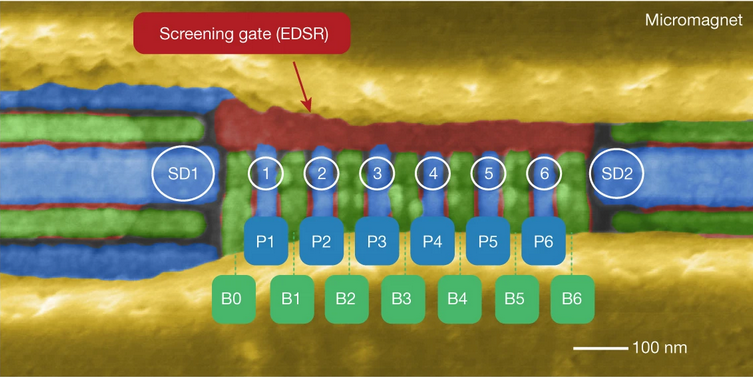 Micromagnet
Screening gate (EDSR)
SD1 1 2 3 4 5 6 SD2
P1 P2 P3 P4 P5 P6
B0 B1 B2 B3 B4 B5 B6
100 nm